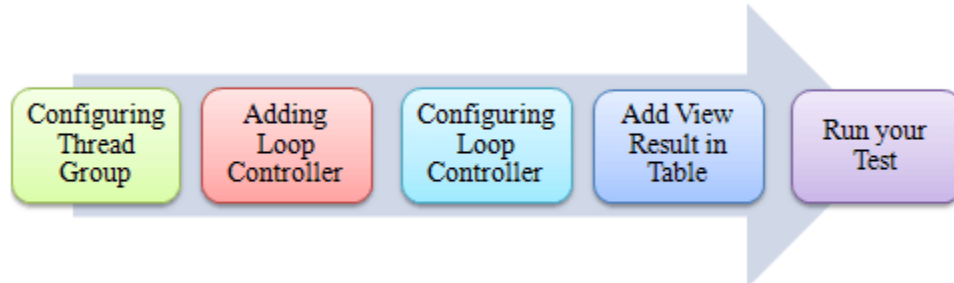 Configuring
Thread
Group
Adding
Loop
Controller
Configuring
Loop
Controller
Add View
Result in
Table
Run your
Test